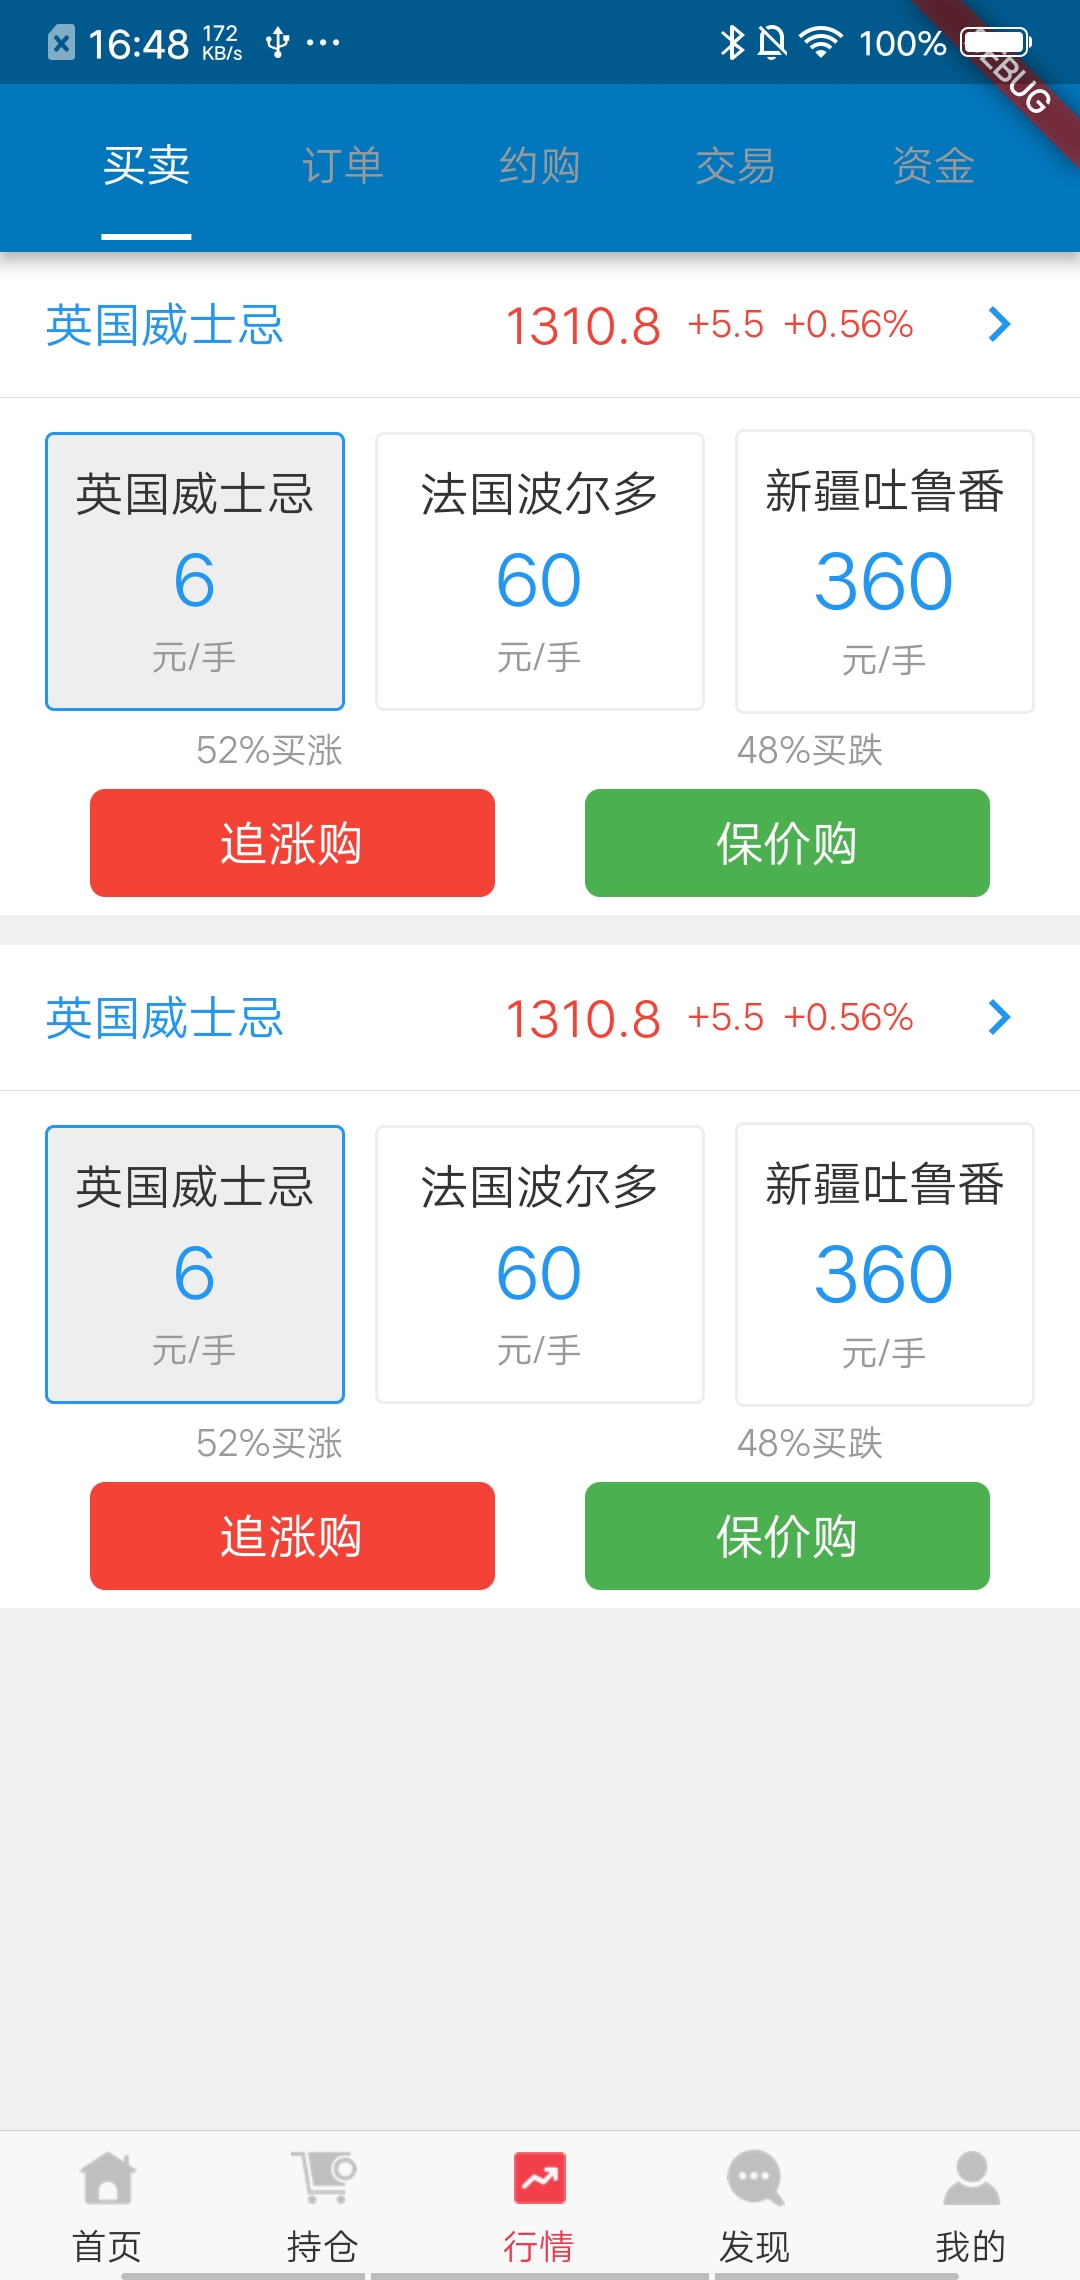 16:48 172 KB/s ... 100%
DEBUG
买卖 订单 约购 交易 资金
英国威士忌 1310.8 +5.5 +0.56%
英国威士忌 法国波尔多 新疆吐鲁番
6 60 360
元/手 元/手 元/手
52%买涨 48%买跌
追涨购 保价购
英国威士忌 1310.8 +5.5 +0.56%
英国威士忌 法国波尔多 新疆吐鲁番
6 60 360
元/手 元/手 元/手
52%买涨 48%买跌
追涨购 保价购
首页 持仓 行情 发现 我的